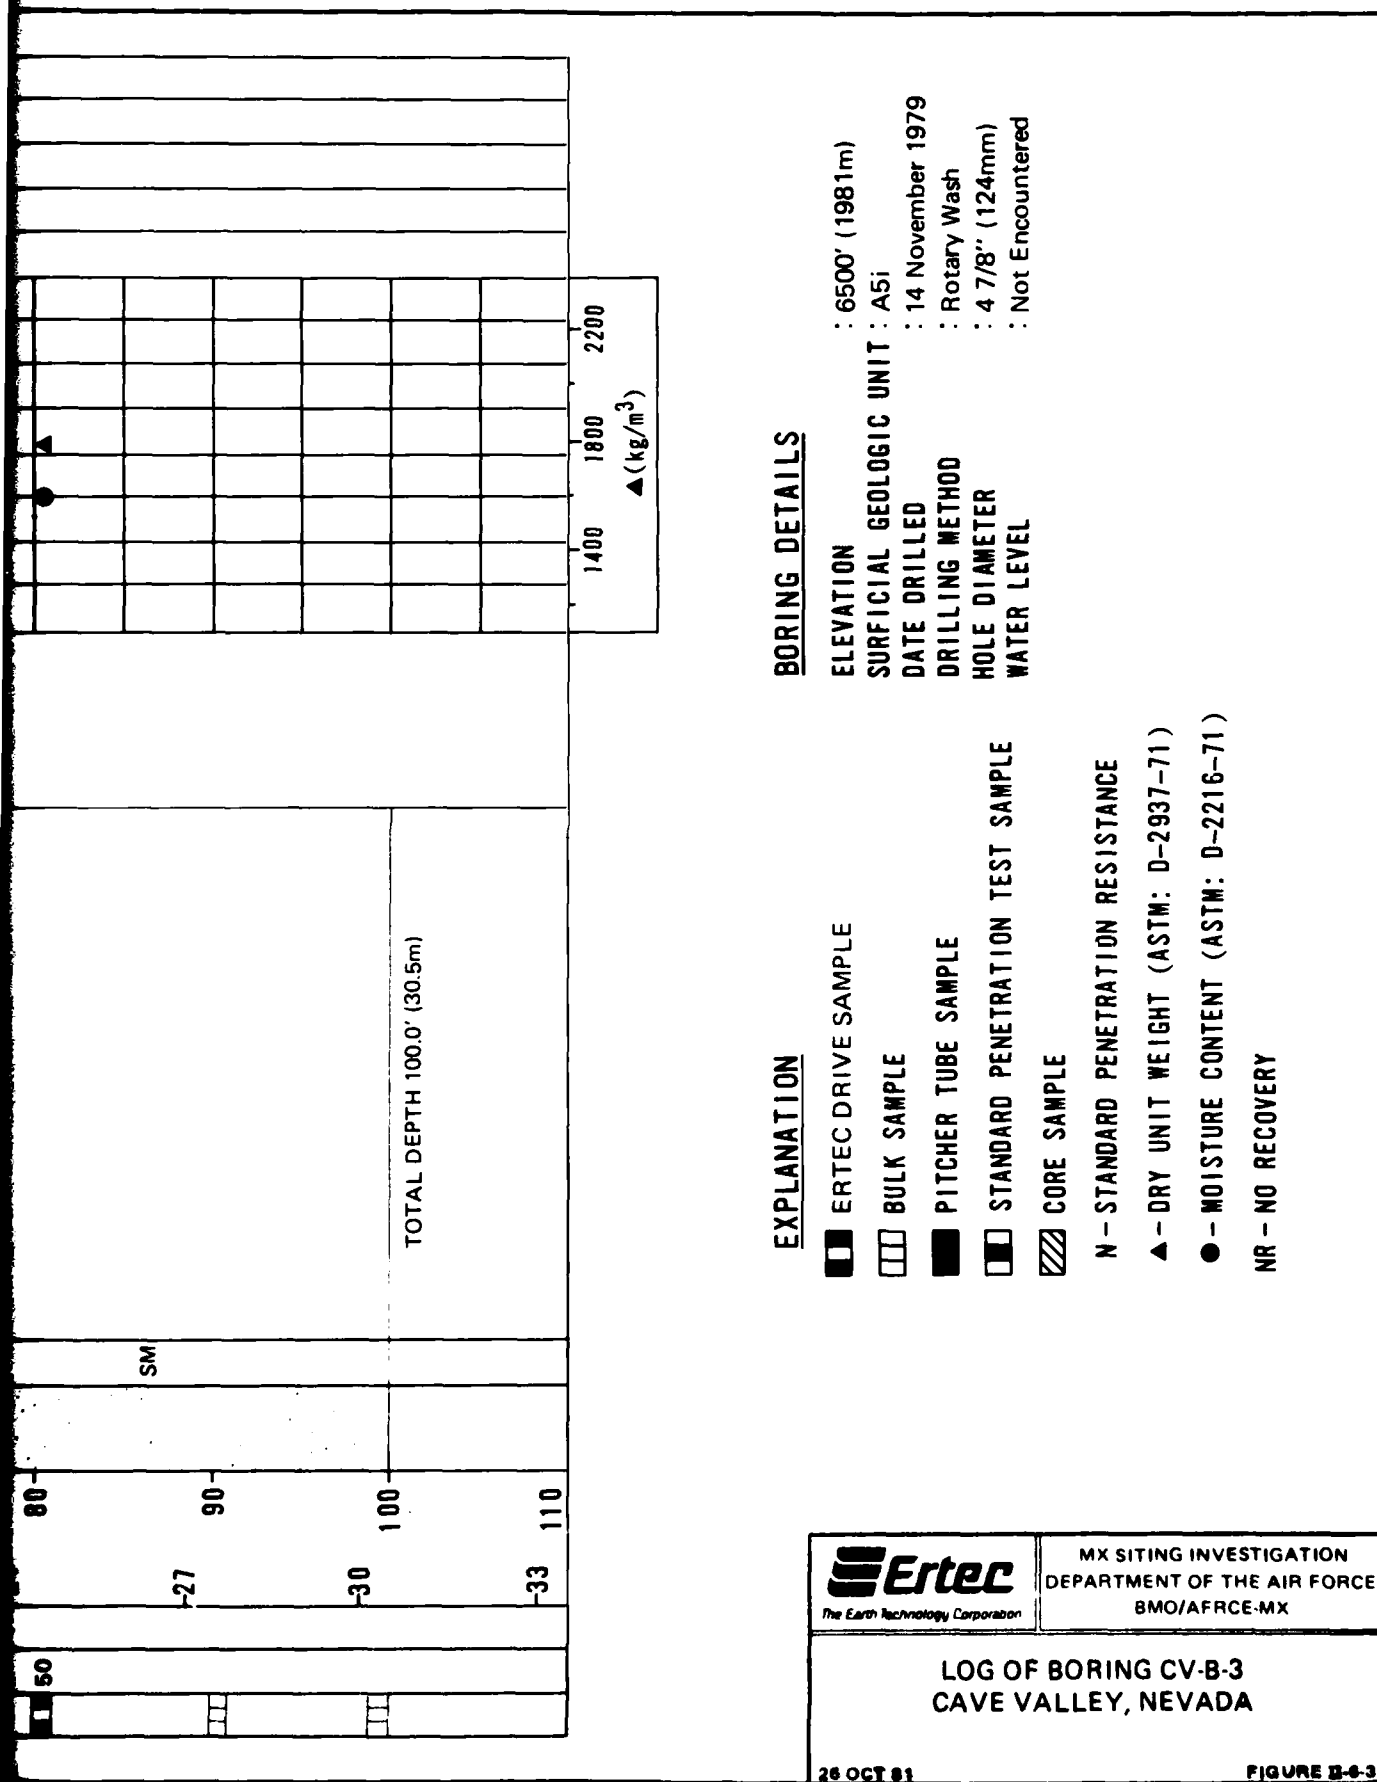 80
90
100
110
27
30
33
50
SM
TOTAL DEPTH 100.0' (30.5m)
1400 1800 2200
▲(kg/m³)
EXPLANATION
ERTEC DRIVE SAMPLE
BULK SAMPLE
PITCHER TUBE SAMPLE
STANDARD PENETRATION TEST SAMPLE
CORE SAMPLE
N – STANDARD PENETRATION RESISTANCE
▲ – DRY UNIT WEIGHT (ASTM: D-2937-71)
● – MOISTURE CONTENT (ASTM: D-2216-71)
NR – NO RECOVERY
BORING DETAILS
ELEVATION : 6500' (1981m)
SURFICIAL GEOLOGIC UNIT : A5i
DATE DRILLED : 14 November 1979
DRILLING METHOD : Rotary Wash
HOLE DIAMETER : 4 7/8" (124mm)
WATER LEVEL : Not Encountered
Ertec
The Earth Technology Corporation
MX SITING INVESTIGATION
DEPARTMENT OF THE AIR FORCE
BMO/AFRCE-MX
LOG OF BORING CV-B-3
CAVE VALLEY, NEVADA
26 OCT 81
FIGURE II-6-3